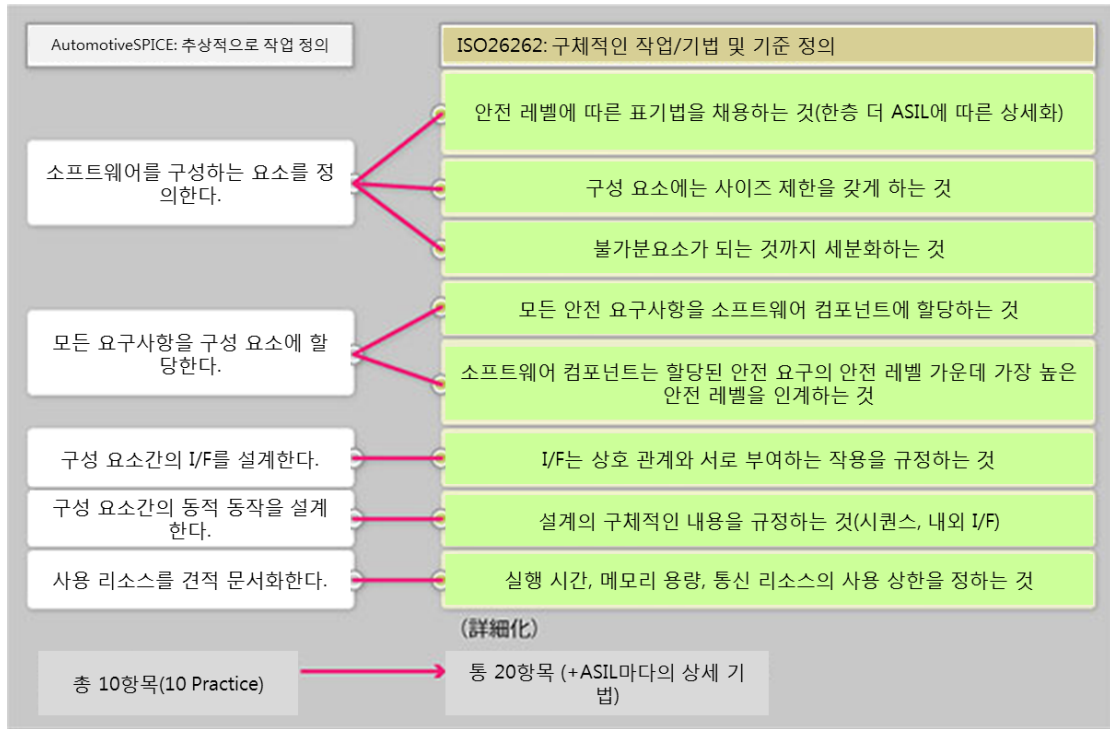 AutomotiveSPICE: 추상적으로 작업 정의
ISO26262: 구체적인 작업/기법 및 기준 정의
소프트웨어를 구성하는 요소를 정
의한다.
안전 레벨에 따른 표기법을 채용하는 것(한층 더 ASIL에 따른 상세화)
구성 요소에는 사이즈 제한을 갖게 하는 것
불가분요소가 되는 것까지 세분화하는 것
모든 요구사항을 구성 요소에 할
당한다.
모든 안전 요구사항을 소프트웨어 컴포넌트에 할당하는 것
소프트웨어 컴포넌트는 할당된 안전 요구의 안전 레벨 가운데 가장 높은
안전 레벨을 인계하는 것
구성 요소간의 I/F를 설계한다.
I/F는 상호 관계와 서로 부여하는 작용을 규정하는 것
구성 요소간의 동적 동작을 설계
한다.
설계의 구체적인 내용을 규정하는 것(시퀀스, 내외 I/F)
사용 리소스를 견적 문서화한다.
실행 시간, 메모리 용량, 통신 리소스의 사용 상한을 정하는 것
(詳細化)
총 10항목(10 Practice)
통 20항목 (+ASIL마다의 상세 기
법)